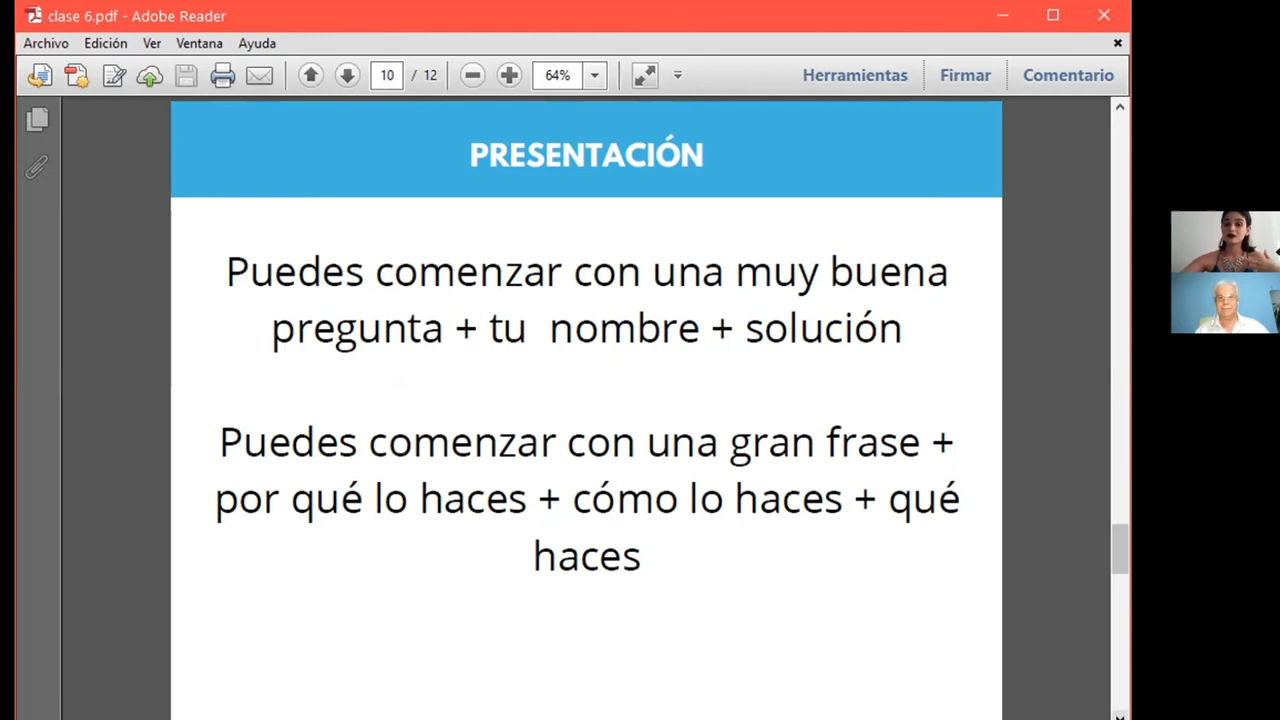 clase 6.pdf - Adobe Reader
Archivo Edición Ver Ventana Ayuda
10 / 12 64% Herramientas Firmar Comentario
PRESENTACIÓN
Puedes comenzar con una muy buena
pregunta + tu nombre + solución
Puedes comenzar con una gran frase +
por qué lo haces + cómo lo haces + qué
haces